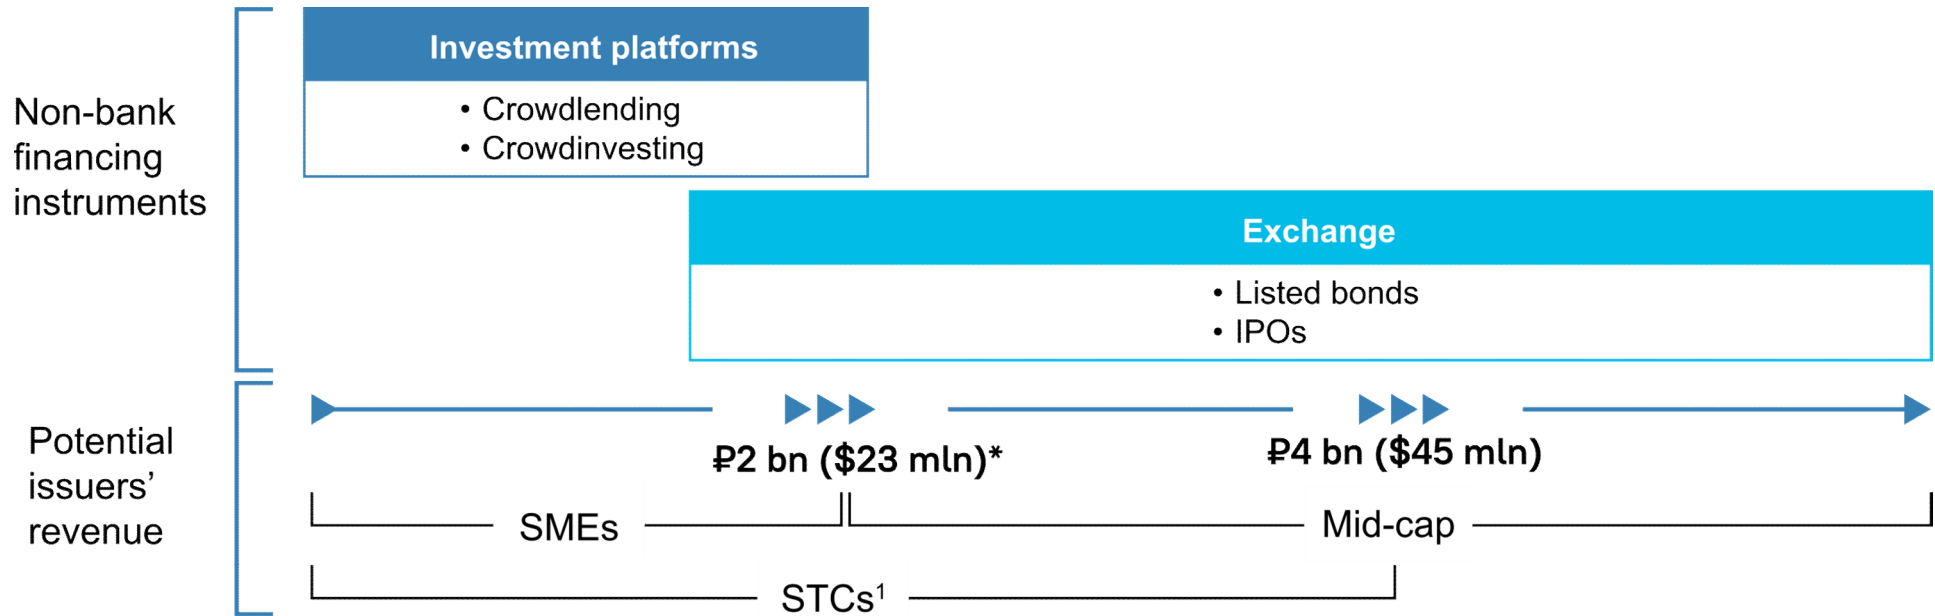 Non-bank
financing
instruments
Investment platforms
• Crowdlending
• Crowdinvesting
Exchange
• Listed bonds
• IPOs
Potential
issuers’
revenue
₽2 bn ($23 mln)*
₽4 bn ($45 mln)
SMEs
Mid-cap
STCs¹